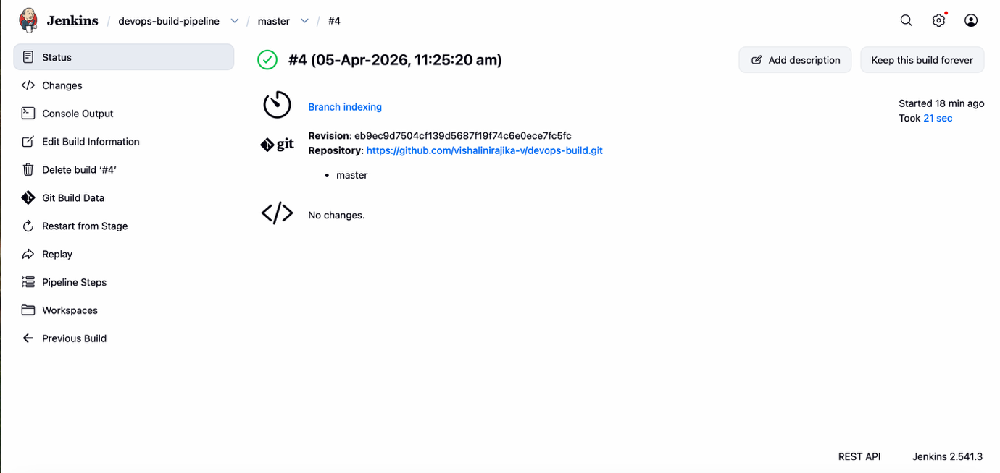 Jenkins / devops-build-pipeline / master / #4
Status
Changes
Console Output
Edit Build Information
Delete build ‘#4’
Git Build Data
Restart from Stage
Replay
Pipeline Steps
Workspaces
Previous Build
#4 (05-Apr-2026, 11:25:20 am)
Add description
Keep this build forever
Branch indexing
Started 18 min ago
Took 21 sec
git
Revision: eb9ec9d7504cf139d5687f19f74c6e0ece7fc5fc
Repository: https://github.com/vishalinirajika-v/devops-build.git
• master
No changes.
REST API
Jenkins 2.541.3